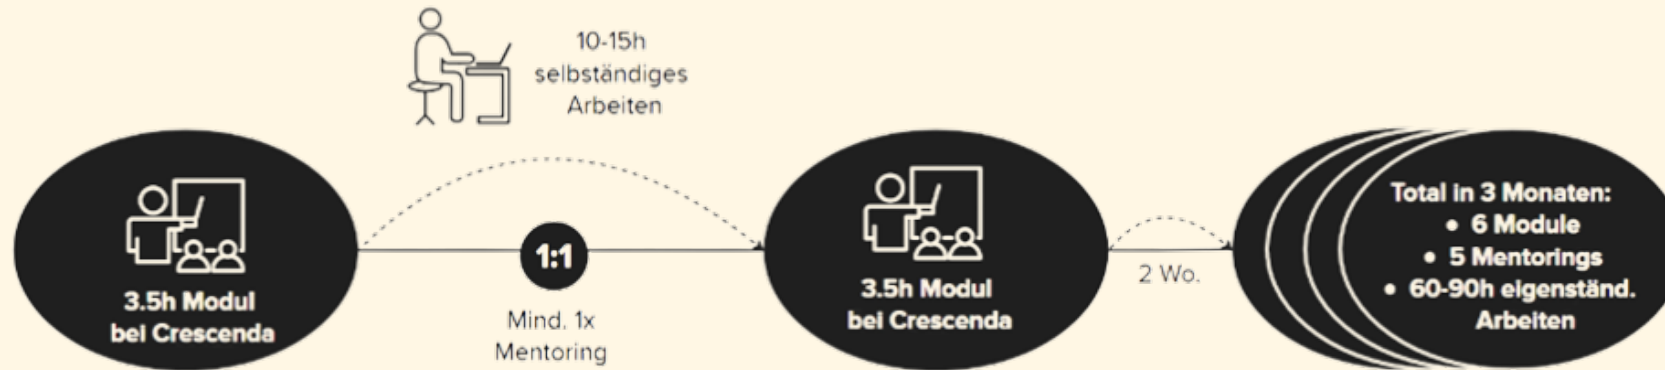 10-15h
selbständiges
Arbeiten
3.5h Modul
bei Crescenda
1:1
Mind. 1x
Mentoring
3.5h Modul
bei Crescenda
2 Wo.
Total in 3 Monaten:
• 6 Module
• 5 Mentorings
• 60-90h eigenständ.
Arbeiten